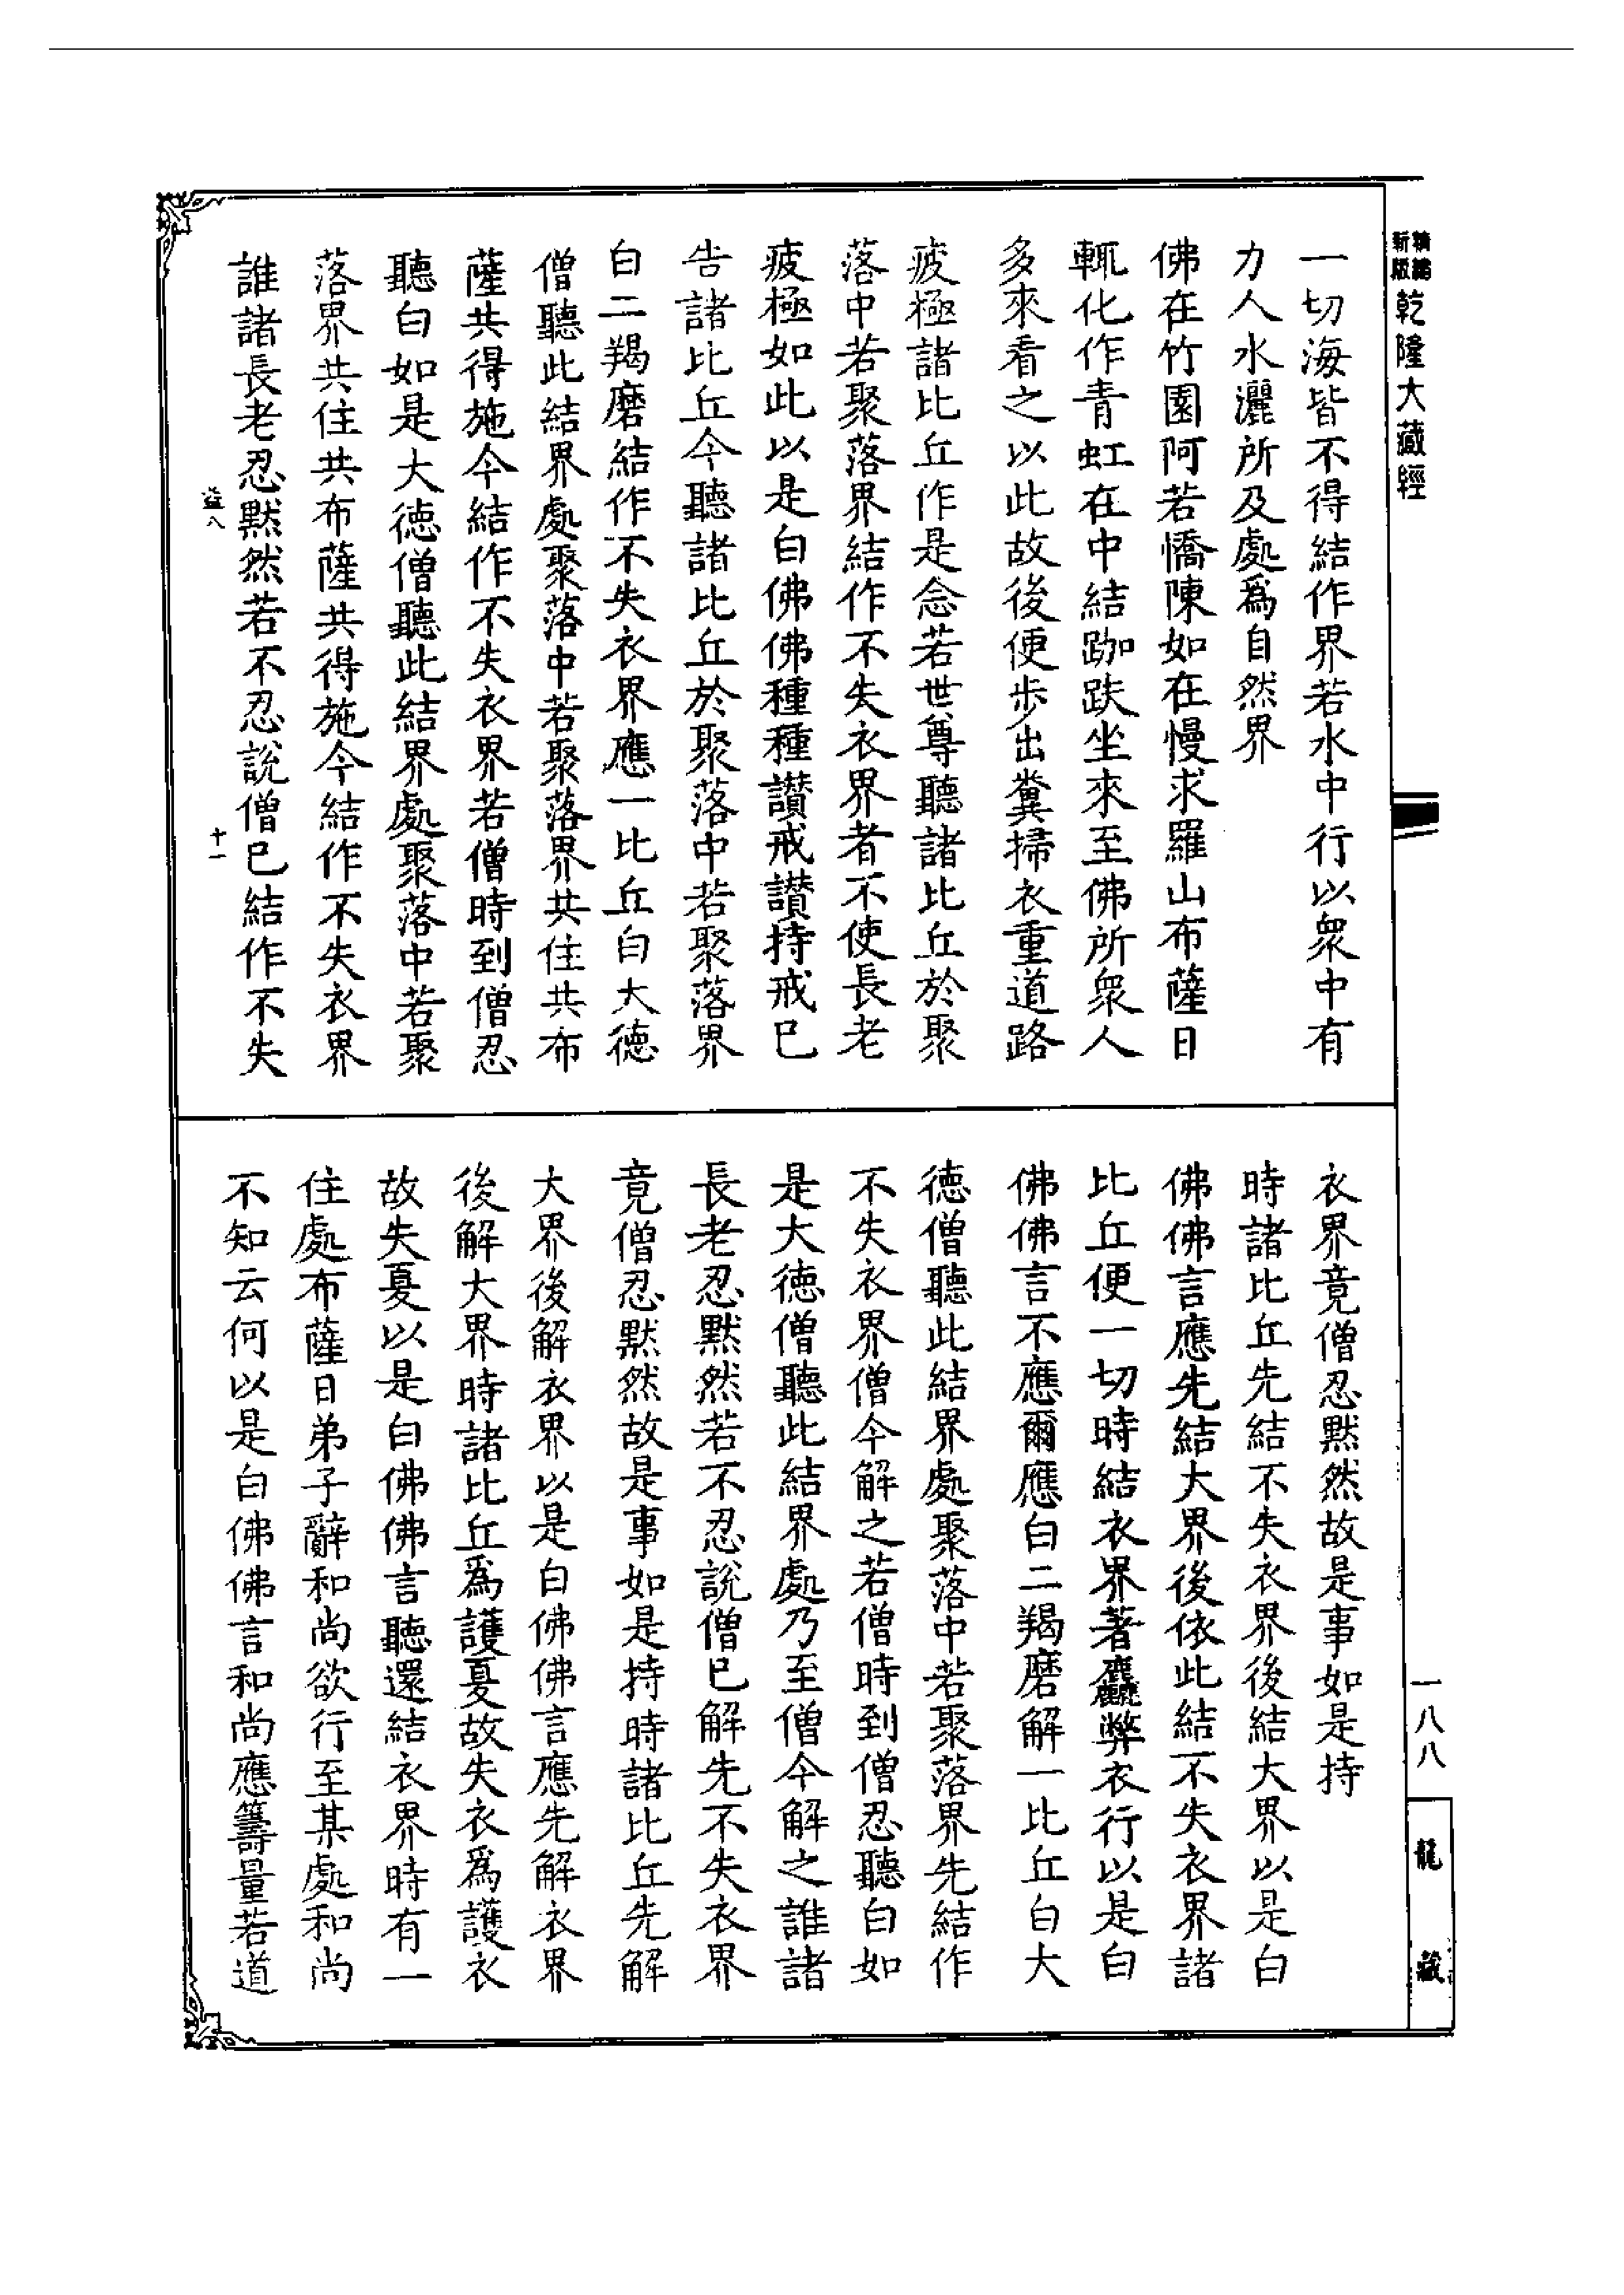 新編新版乾隆大藏經
一切海皆不得結作界若水中行以衆中有
力人水灑所及處爲自然界
佛在竹園阿若憍陳如在慢求羅山布薩日
輒化作青虹在中結跏趺坐來至佛所衆人
多來看之以此故後便步出糞掃衣重道路
疲極諸比丘作是念若世尊聽諸比丘於聚
落中若聚落界結作不失衣界者不使長老
疲極如此以是白佛佛種種讃戒讃持戒已
告諸比丘今聽諸比丘於聚落中若聚落界
白二羯磨結作不失衣界應一比丘白大德
僧聽此結界處聚落中若聚落界共住共布
薩共得施今結作不失衣界若僧時到僧忍
聽白如是大德僧聽此結界處聚落中若聚
落界共住共布薩共得施今結作不失衣界
誰諸長老忍默然若不忍說僧已結作不失
益八
十一
衣界竟僧忍默然故是事如是持
時諸比丘先結不失衣界後結大界以是白
佛佛言應先結大界後依此結不失衣界諸
比丘便一切時結衣界著麤弊衣行以是白
佛佛言不應爾應白二羯磨解一比丘白大
德僧聽此結界處聚落中若聚落界先結作
不失衣界僧今解之若僧時到僧忍聽白如
是大德僧聽此結界處乃至僧今解之誰諸
長老忍默然若不忍說僧已解先不失衣界
竟僧忍默然故是事如是持時諸比丘先解
大界後解衣界以是白佛佛言應先解衣界
後解大界時諸比丘爲護夏故失衣爲護衣
故失夏以是白佛佛言聽還結衣界時有一
住處布薩日弟子辭和尚欲行至某處和尚
不知云何以是白佛佛言和尚應籌量若道
一八八
龍藏